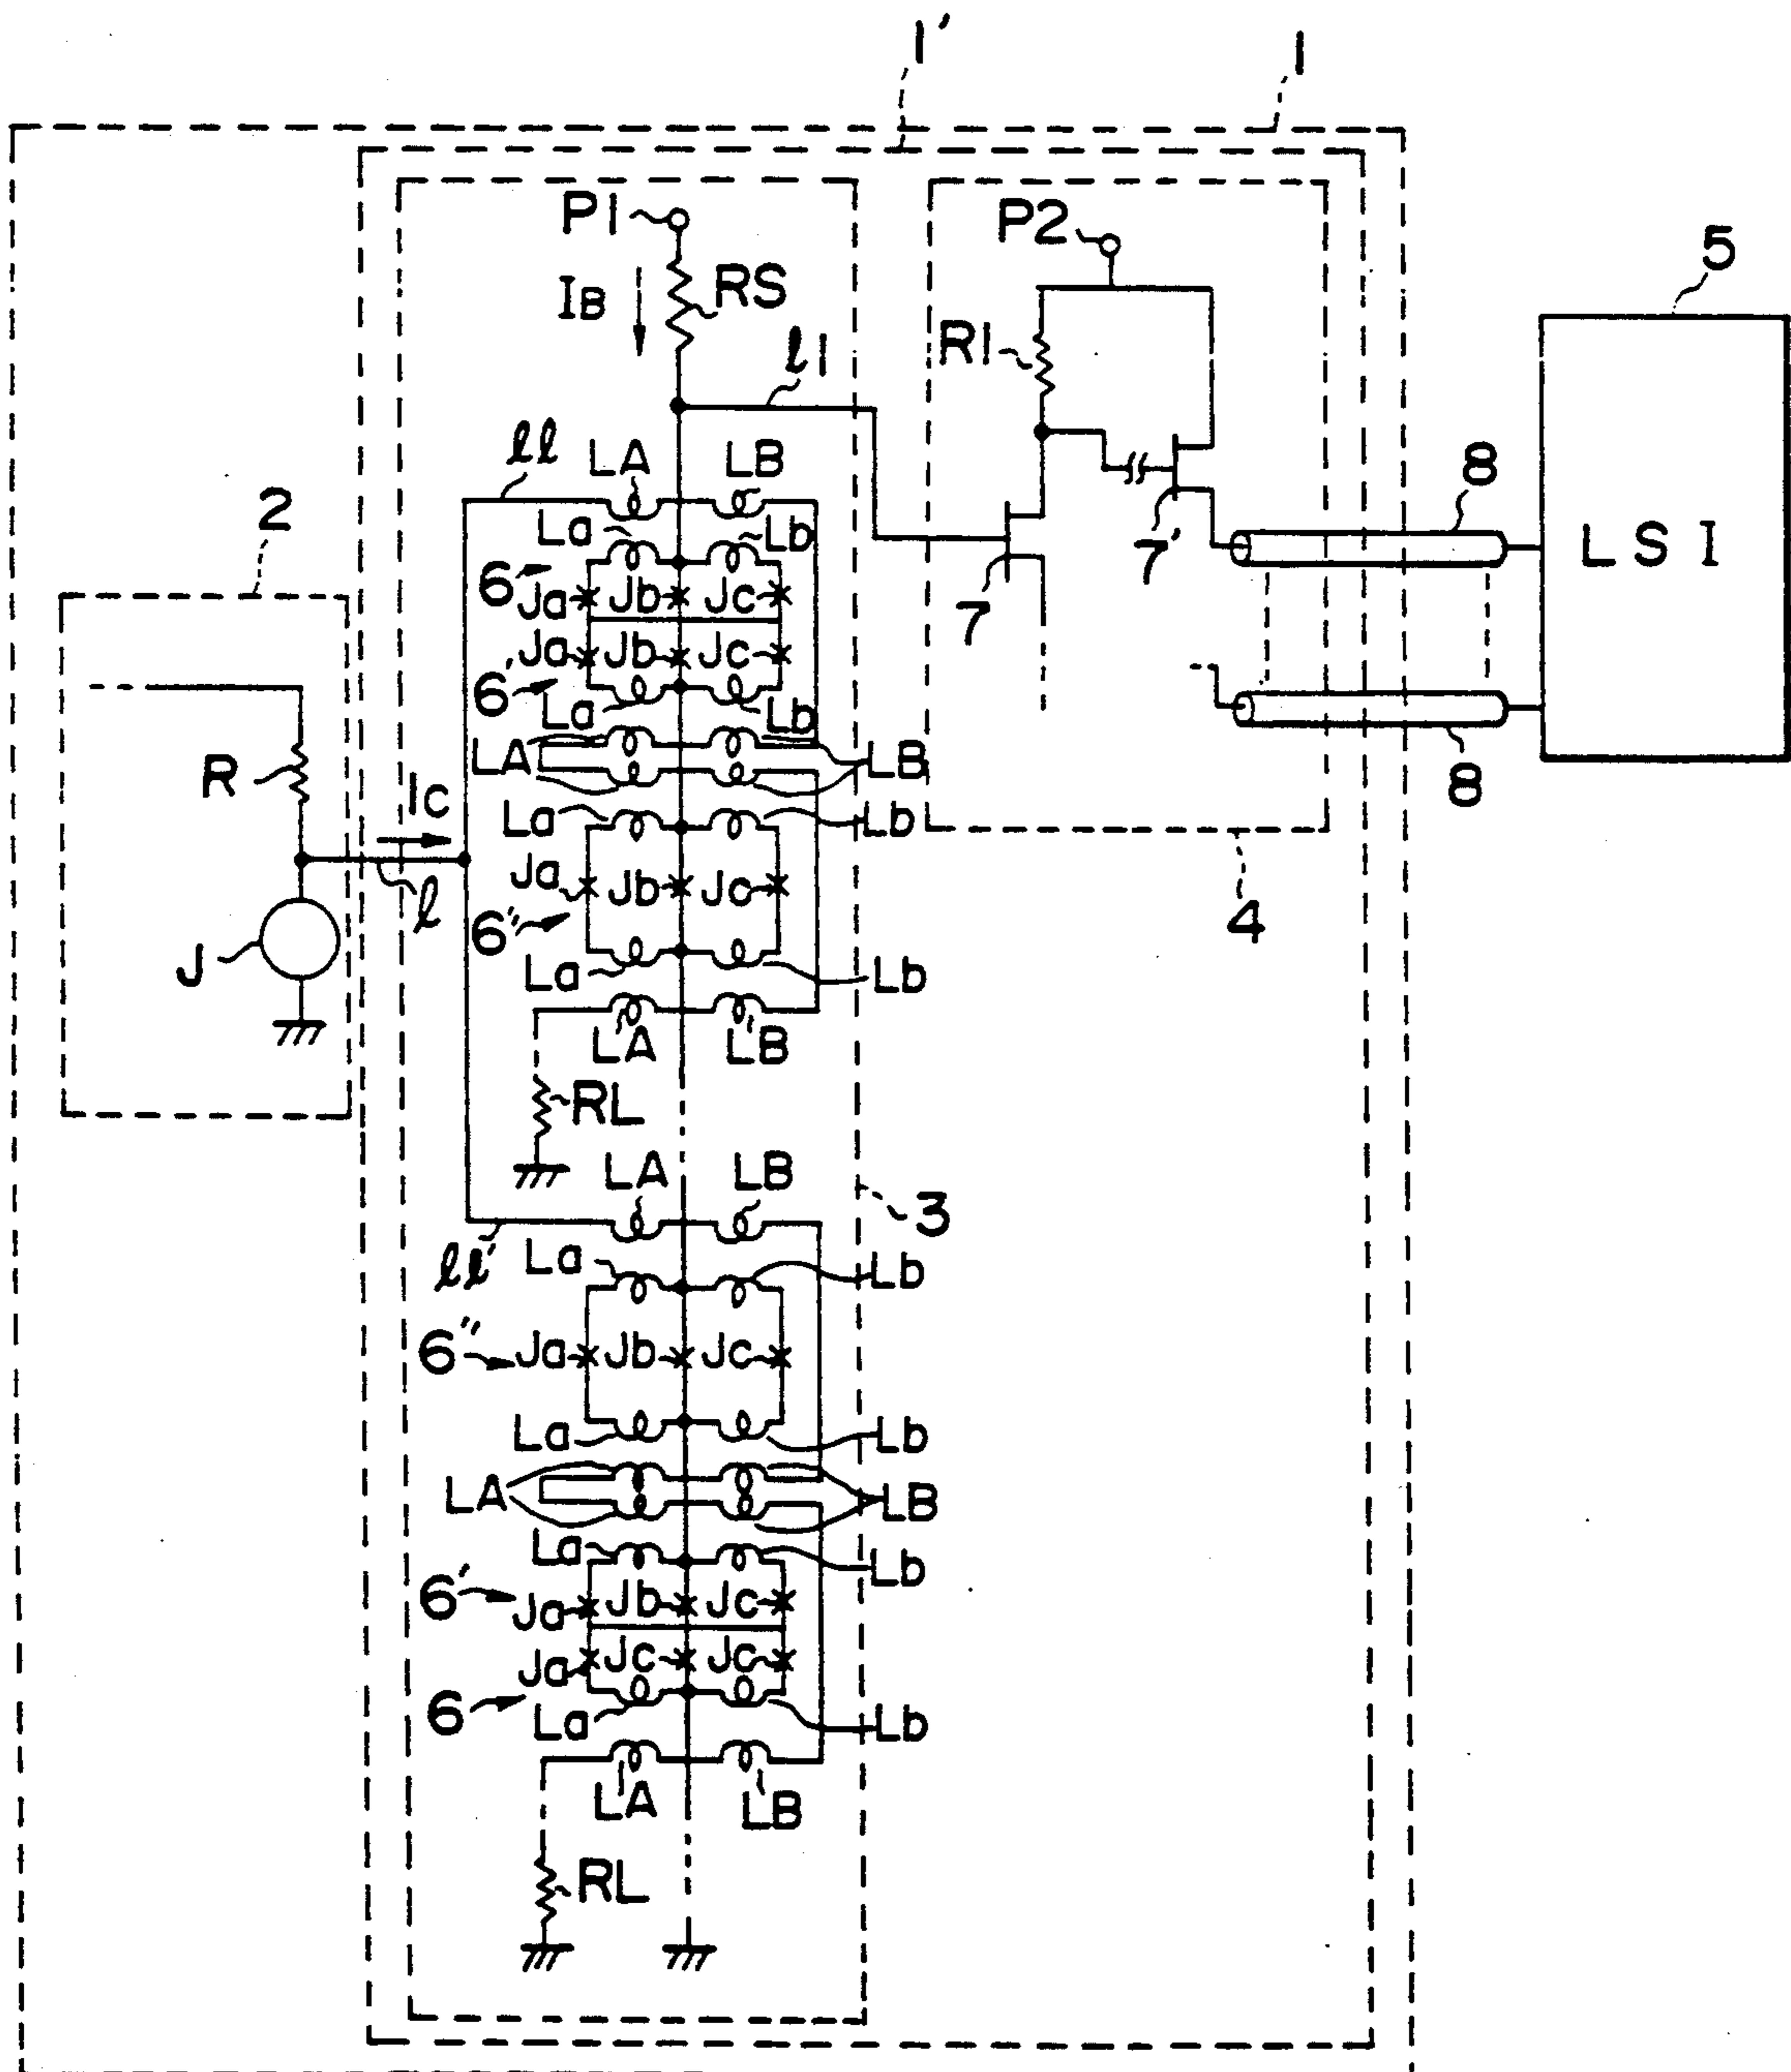 1' 1
P1
P2
IB RS
5
R1
ℓ1
ℓℓ LA LB
8
2
La Lb
LSI
7'
6 Ja Jb Jc
7
Ja Jb Jc
6'
La Lb
LA LB
R
8
Ic
La Lb
Ja Jb Jc
4
6''
ℓ
J
La Lb
LA LB
RL
LA LB
3
ℓℓ'
La Lb
6'' Ja Jb Jc
La Lb
LA LB
La Lb
6' Ja Jb Jc
Ja Jc Jc
6
La Lb
LA LB
RL